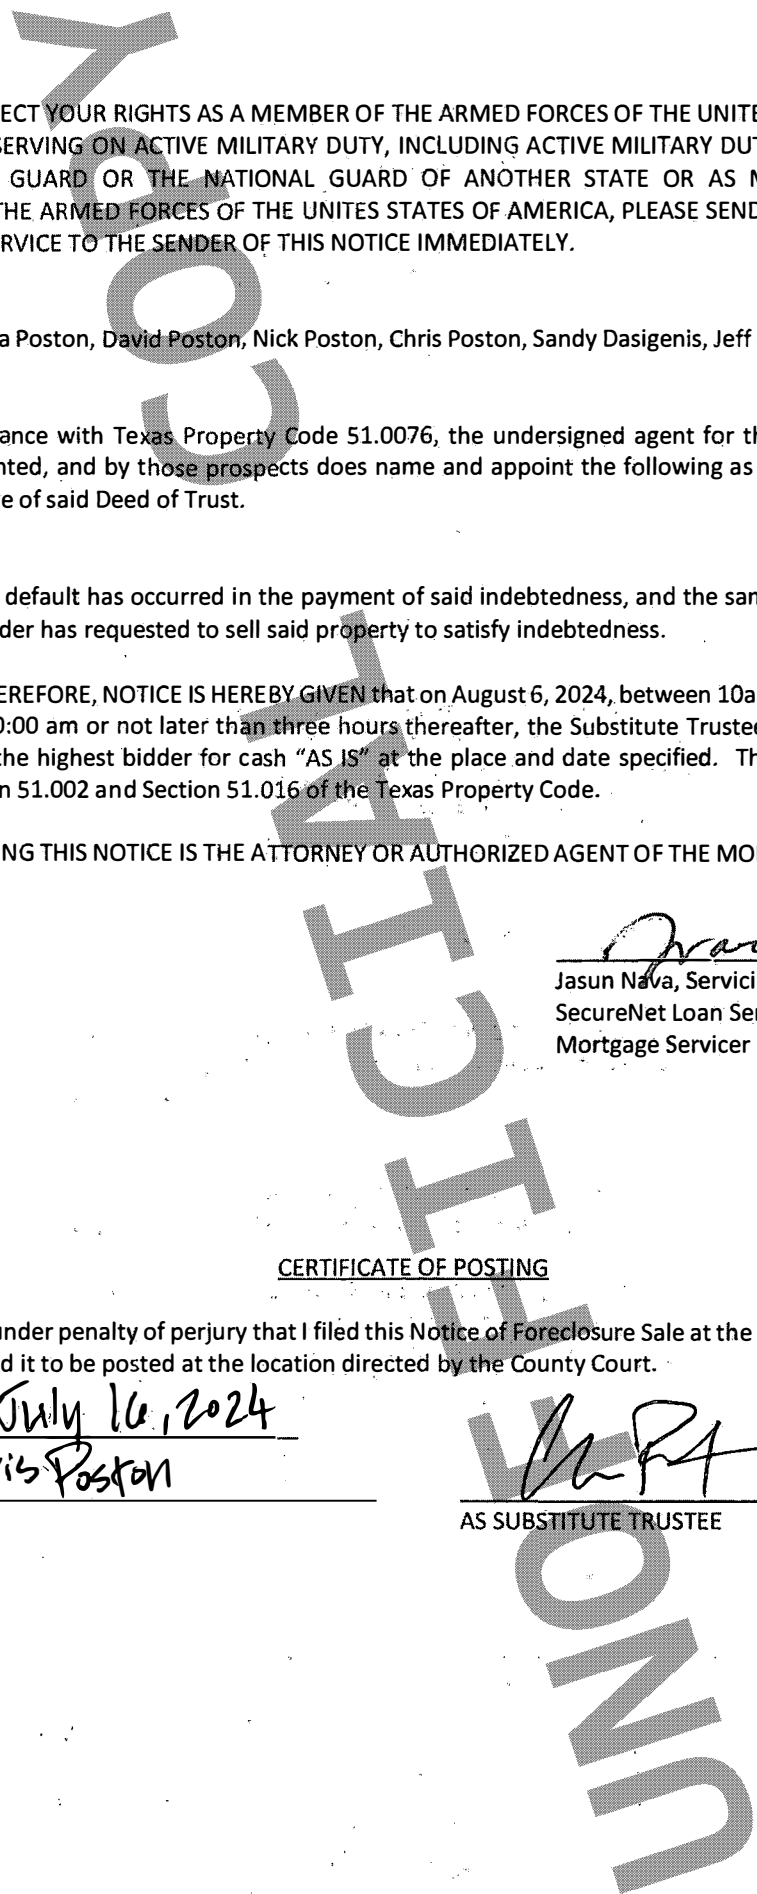 ECT YOUR RIGHTS AS A MEMBER OF THE ARMED FORCES OF THE UNITE
SERVING ON ACTIVE MILITARY DUTY, INCLUDING ACTIVE MILITARY DUT
GUARD OR THE NATIONAL GUARD OF ANOTHER STATE OR AS M
THE ARMED FORCES OF THE UNITES STATES OF AMERICA, PLEASE SEND
RVICE TO THE SENDER OF THIS NOTICE IMMEDIATELY.
a Poston, David Poston, Nick Poston, Chris Poston, Sandy Dasigenis, Jeff
ance with Texas Property Code 51.0076, the undersigned agent for th
nted, and by those prospects does name and appoint the following as
e of said Deed of Trust.
default has occurred in the payment of said indebtedness, and the sam
der has requested to sell said property to satisfy indebtedness.
EREFORE, NOTICE IS HEREBY GIVEN that on August 6, 2024, between 10a
0:00 am or not later than three hours thereafter, the Substitute Trustee
the highest bidder for cash “AS IS” at the place and date specified. Th
n 51.002 and Section 51.016 of the Texas Property Code.
NG THIS NOTICE IS THE ATTORNEY OR AUTHORIZED AGENT OF THE MO
Jasun Nava, Servici
SecureNet Loan Ser
Mortgage Servicer
CERTIFICATE OF POSTING
under penalty of perjury that I filed this Notice of Foreclosure Sale at the
d it to be posted at the location directed by the County Court.
July 16, 2024
is Poston
AS SUBSTITUTE TRUSTEE
UNOFFICIAL COPY